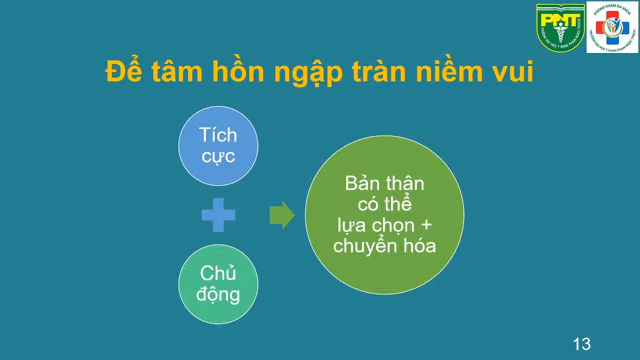 PNT
Để tâm hồn ngập tràn niềm vui
Tích
cực
Chủ
động
Bản thân
có thể
lựa chọn +
chuyển hóa
13